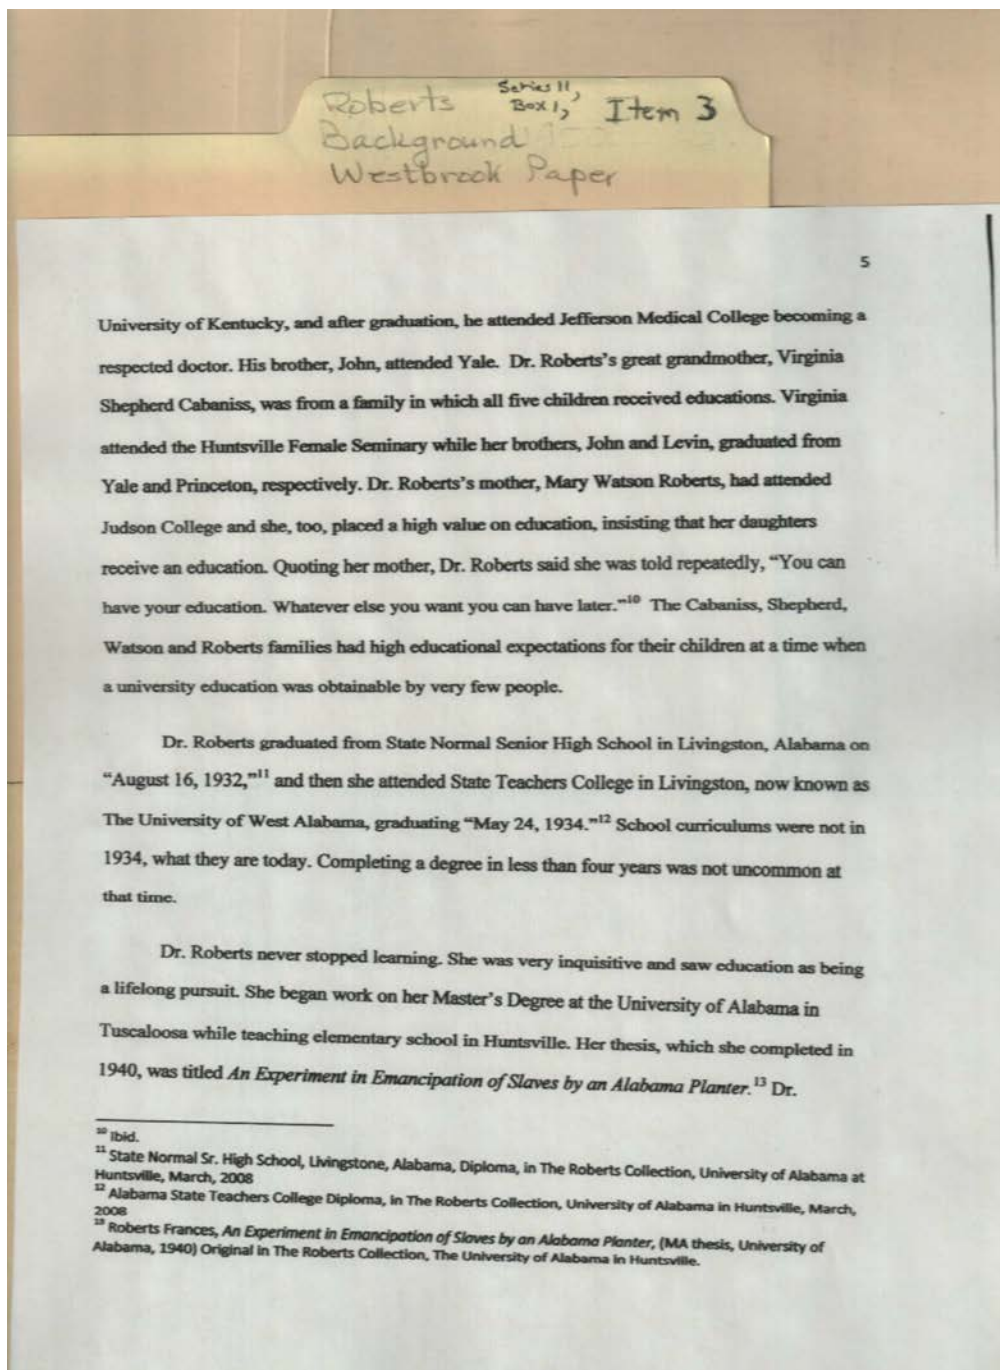 Roberts Series 11, Box 1, Item 3
Background
Westbrook Paper
5
University of Kentucky, and after graduation, he attended Jefferson Medical College becoming a
respected doctor. His brother, John, attended Yale. Dr. Roberts's great grandmother, Virginia
Shepherd Cabaniss, was from a family in which all five children received educations. Virginia
attended the Huntsville Female Seminary while her brothers, John and Levin, graduated from
Yale and Princeton, respectively. Dr. Roberts's mother, Mary Watson Roberts, had attended
Judson College and she, too, placed a high value on education, insisting that her daughters
receive an education. Quoting her mother, Dr. Roberts said she was told repeatedly, “You can
have your education. Whatever else you want you can have later.”10 The Cabaniss, Shepherd,
Watson and Roberts families had high educational expectations for their children at a time when
a university education was obtainable by very few people.
Dr. Roberts graduated from State Normal Senior High School in Livingston, Alabama on
“August 16, 1932,”11 and then she attended State Teachers College in Livingston, now known as
The University of West Alabama, graduating “May 24, 1934.”12 School curriculums were not in
1934, what they are today. Completing a degree in less than four years was not uncommon at
that time.
Dr. Roberts never stopped learning. She was very inquisitive and saw education as being
a lifelong pursuit. She began work on her Master's Degree at the University of Alabama in
Tuscaloosa while teaching elementary school in Huntsville. Her thesis, which she completed in
1940, was titled An Experiment in Emancipation of Slaves by an Alabama Planter.13 Dr.
10 Ibid.
11 State Normal Sr. High School, Livingstone, Alabama, Diploma, in The Roberts Collection, University of Alabama at
Huntsville, March, 2008
12 Alabama State Teachers College Diploma, in The Roberts Collection, University of Alabama in Huntsville, March,
2008
13 Roberts Frances, An Experiment in Emancipation of Slaves by an Alabama Planter, (MA thesis, University of
Alabama, 1940) Original in The Roberts Collection, The University of Alabama in Huntsville.